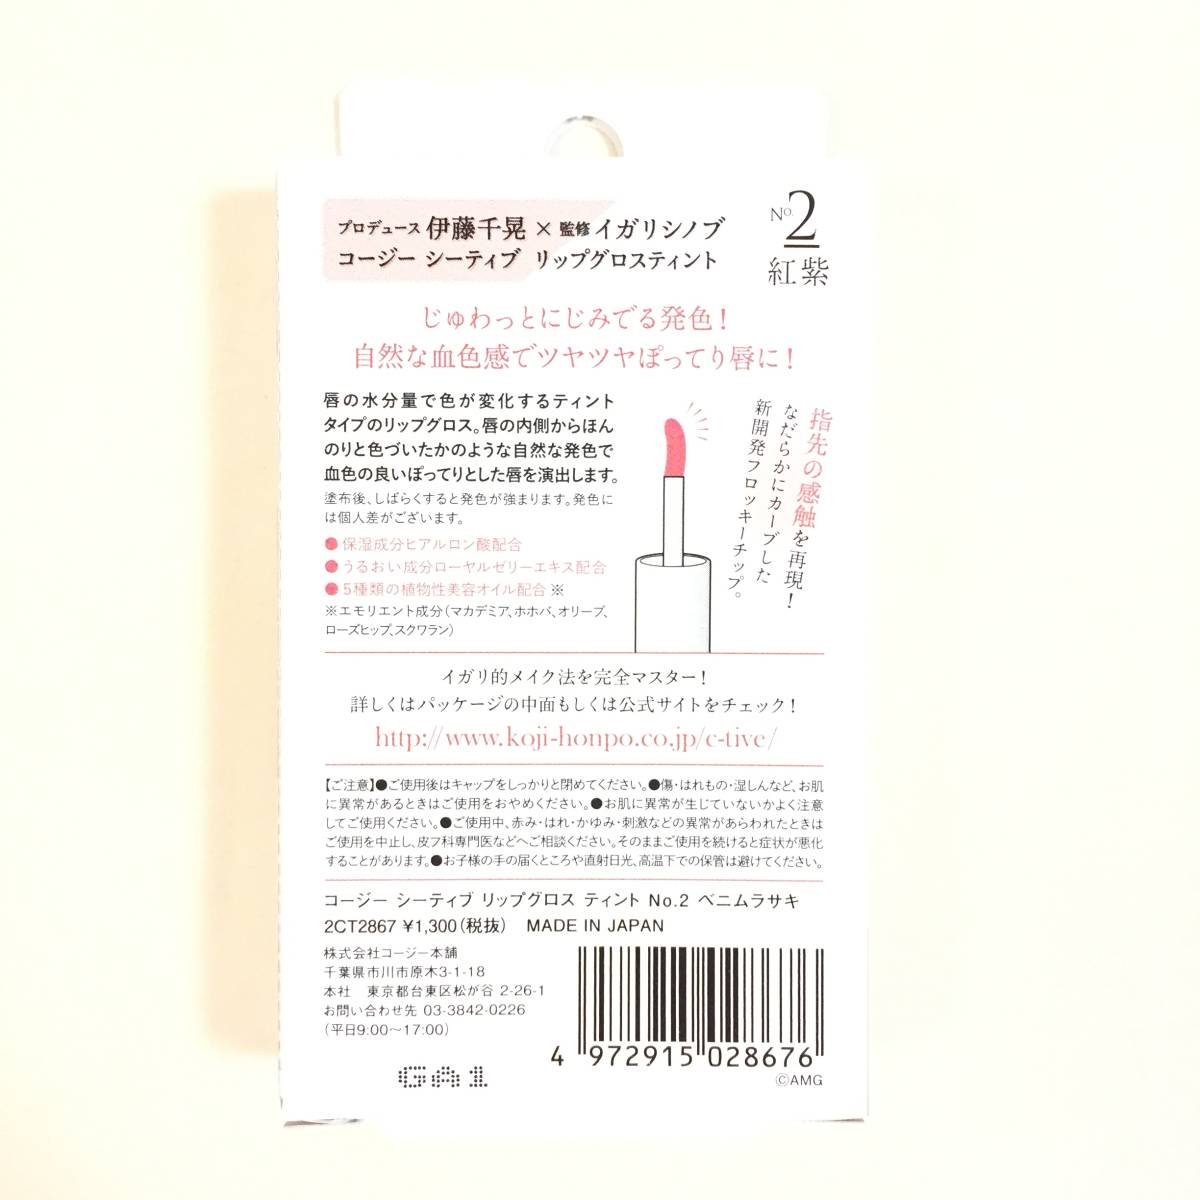 プロデュース 伊藤千晃 × 監修 イガリシノブ
コージー シーティブ リップグロスティント
No.2
紅紫
じゅわっとにじみでる発色！
自然な血色感でツヤツヤぽってり唇に！
唇の水分量で色が変化するティント
タイプのリップグロス。唇の内側からほん
のりと色づいたかのような自然な発色で
血色の良いぽってりとした唇を演出します。
塗布後、しばらくすると発色が強まります。発色に
は個人差がございます。
●保湿成分ヒアルロン酸配合
●うるおい成分ローヤルゼリーエキス配合
●5種類の植物性美容オイル配合 ※
※エモリエント成分(マカデミア、ホホバ、オリーブ、
ローズヒップ、スクワラン)
指先の感触を再現！
なだらかにカーブした
新開発フロッキーチップ。
イガリ的メイク法を完全マスター！
詳しくはパッケージの中面もしくは公式サイトをチェック！
http://www.koji-honpo.co.jp/c-tive/
【ご注意】●ご使用後はキャップをしっかりと閉めてください。●傷・はれもの・湿しんなど、お肌
に異常があるときはご使用をおやめください。●お肌に異常が生じていないかよく注意
してご使用ください。●ご使用中、赤み・はれ・かゆみ・刺激などの異常があらわれたときは
ご使用を中止し、皮フ科専門医などへご相談ください。そのままご使用を続けると症状が悪化
することがあります。●お子様の手の届くところや直射日光、高温下での保管は避けてください。
コージー シーティブ リップグロス ティント No.2 ベニムラサキ
2CT2867 ¥1,300(税抜) MADE IN JAPAN
株式会社コージー本舗
千葉県市川市原木3-1-18
本社 東京都台東区松が谷 2-26-1
お問い合わせ先 03-3842-0226
(平日9:00〜17:00)
4 972915 028676
©AMG
GA1